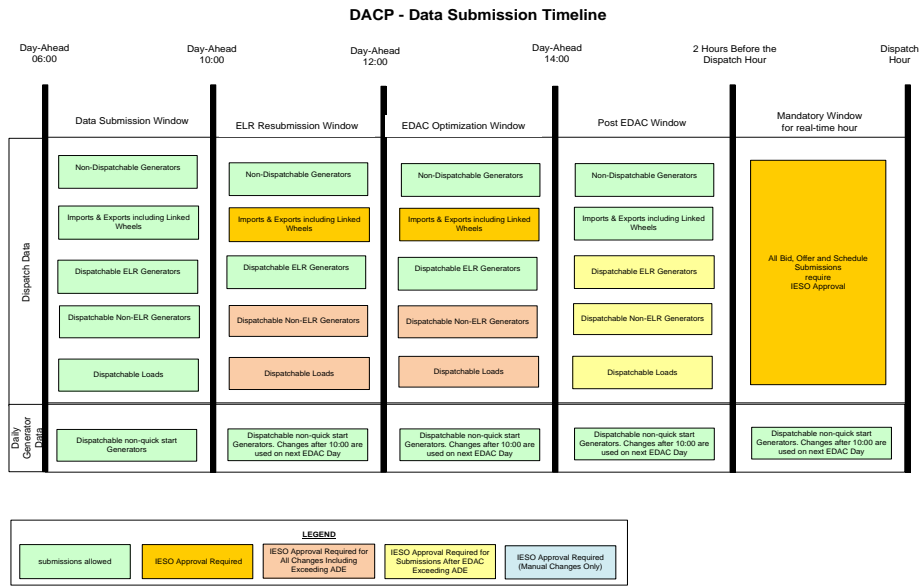 DACP - Data Submission Timeline
Day-Ahead
06:00
Day-Ahead
10:00
Day-Ahead
12:00
Day-Ahead
14:00
2 Hours Before the
Dispatch Hour
Dispatch
Hour
Data Submission Window
ELR Resubmission Window
EDAC Optimization Window
Post EDAC Window
Mandatory Window
for real-time hour
Dispatch Data
Non-Dispatchable Generators
Non-Dispatchable Generators
Non-Dispatchable Generators
Non-Dispatchable Generators
Imports & Exports including Linked
Wheels
Imports & Exports including Linked
Wheels
Imports & Exports including Linked
Wheels
Imports & Exports including Linked
Wheels
Dispatchable ELR Generators
Dispatchable ELR Generators
Dispatchable ELR Generators
Dispatchable ELR Generators
Dispatchable Non-ELR Generators
Dispatchable Non-ELR Generators
Dispatchable Non-ELR Generators
Dispatchable Non-ELR Generators
Dispatchable Loads
Dispatchable Loads
Dispatchable Loads
Dispatchable Loads
All Bid, Offer and Schedule
Submissions
require
IESO Approval
Daily
Generator
Data
Dispatchable non-quick start
Generators
Dispatchable non-quick start
Generators. Changes after 10:00 are
used on next EDAC Day
Dispatchable non-quick start
Generators. Changes after 10:00 are
used on next EDAC Day
Dispatchable non-quick start
Generators. Changes after 10:00 are
used on next EDAC Day
Dispatchable non-quick start
Generators. Changes after 10:00 are
used on next EDAC Day
LEGEND
submissions allowed
IESO Approval Required
IESO Approval Required for
All Changes Including
Exceeding ADE
IESO Approval Required for
Submissions After EDAC
Exceeding ADE
IESO Approval Required
(Manual Changes Only)